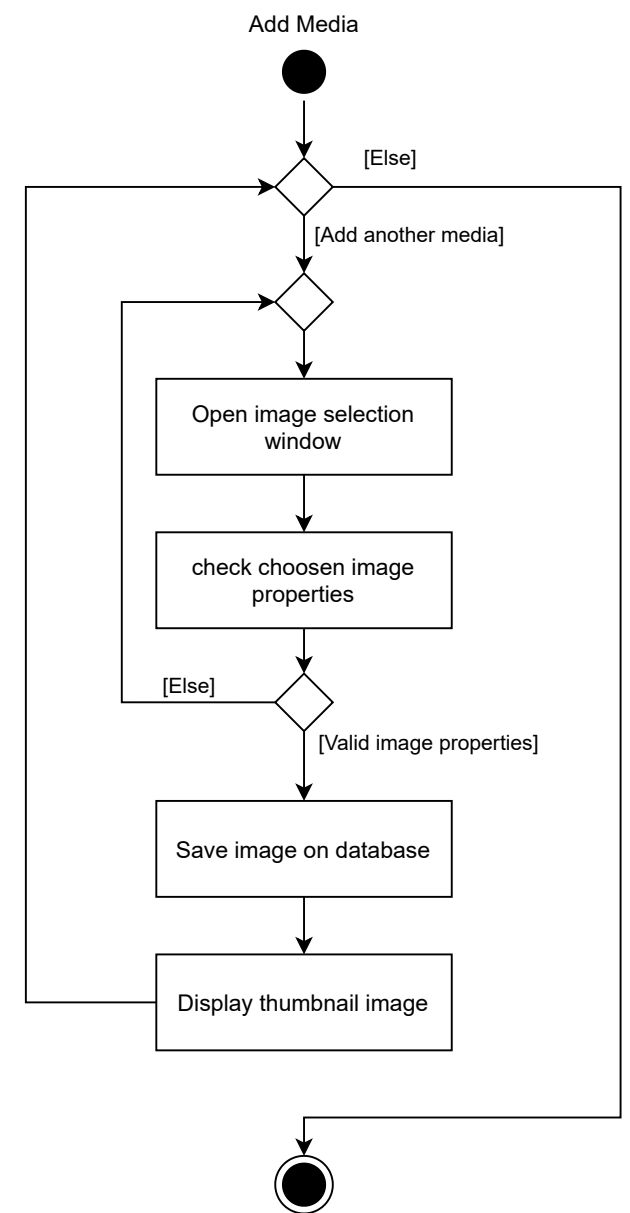 Add Media
[Else]
[Add another media]
Open image selection
window
check choosen image
properties
[Else]
[Valid image properties]
Save image on database
Display thumbnail image